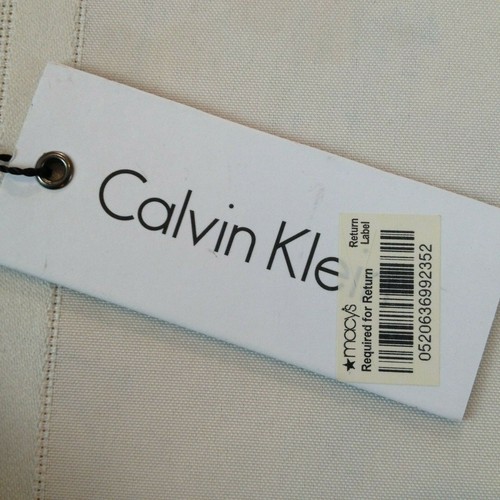 Calvin Kle
★macy's
Required for Return
Return
Label
0520636992352